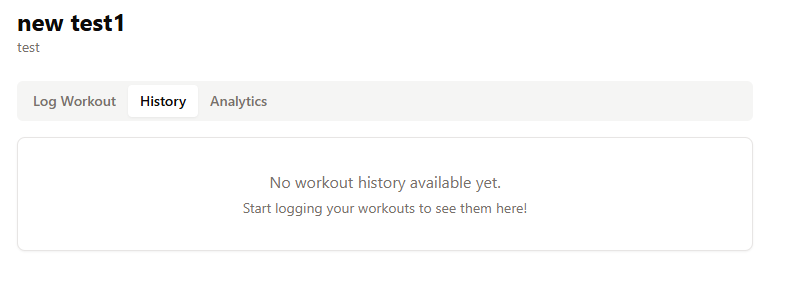 new test1
test
Log Workout History Analytics
No workout history available yet.
Start logging your workouts to see them here!